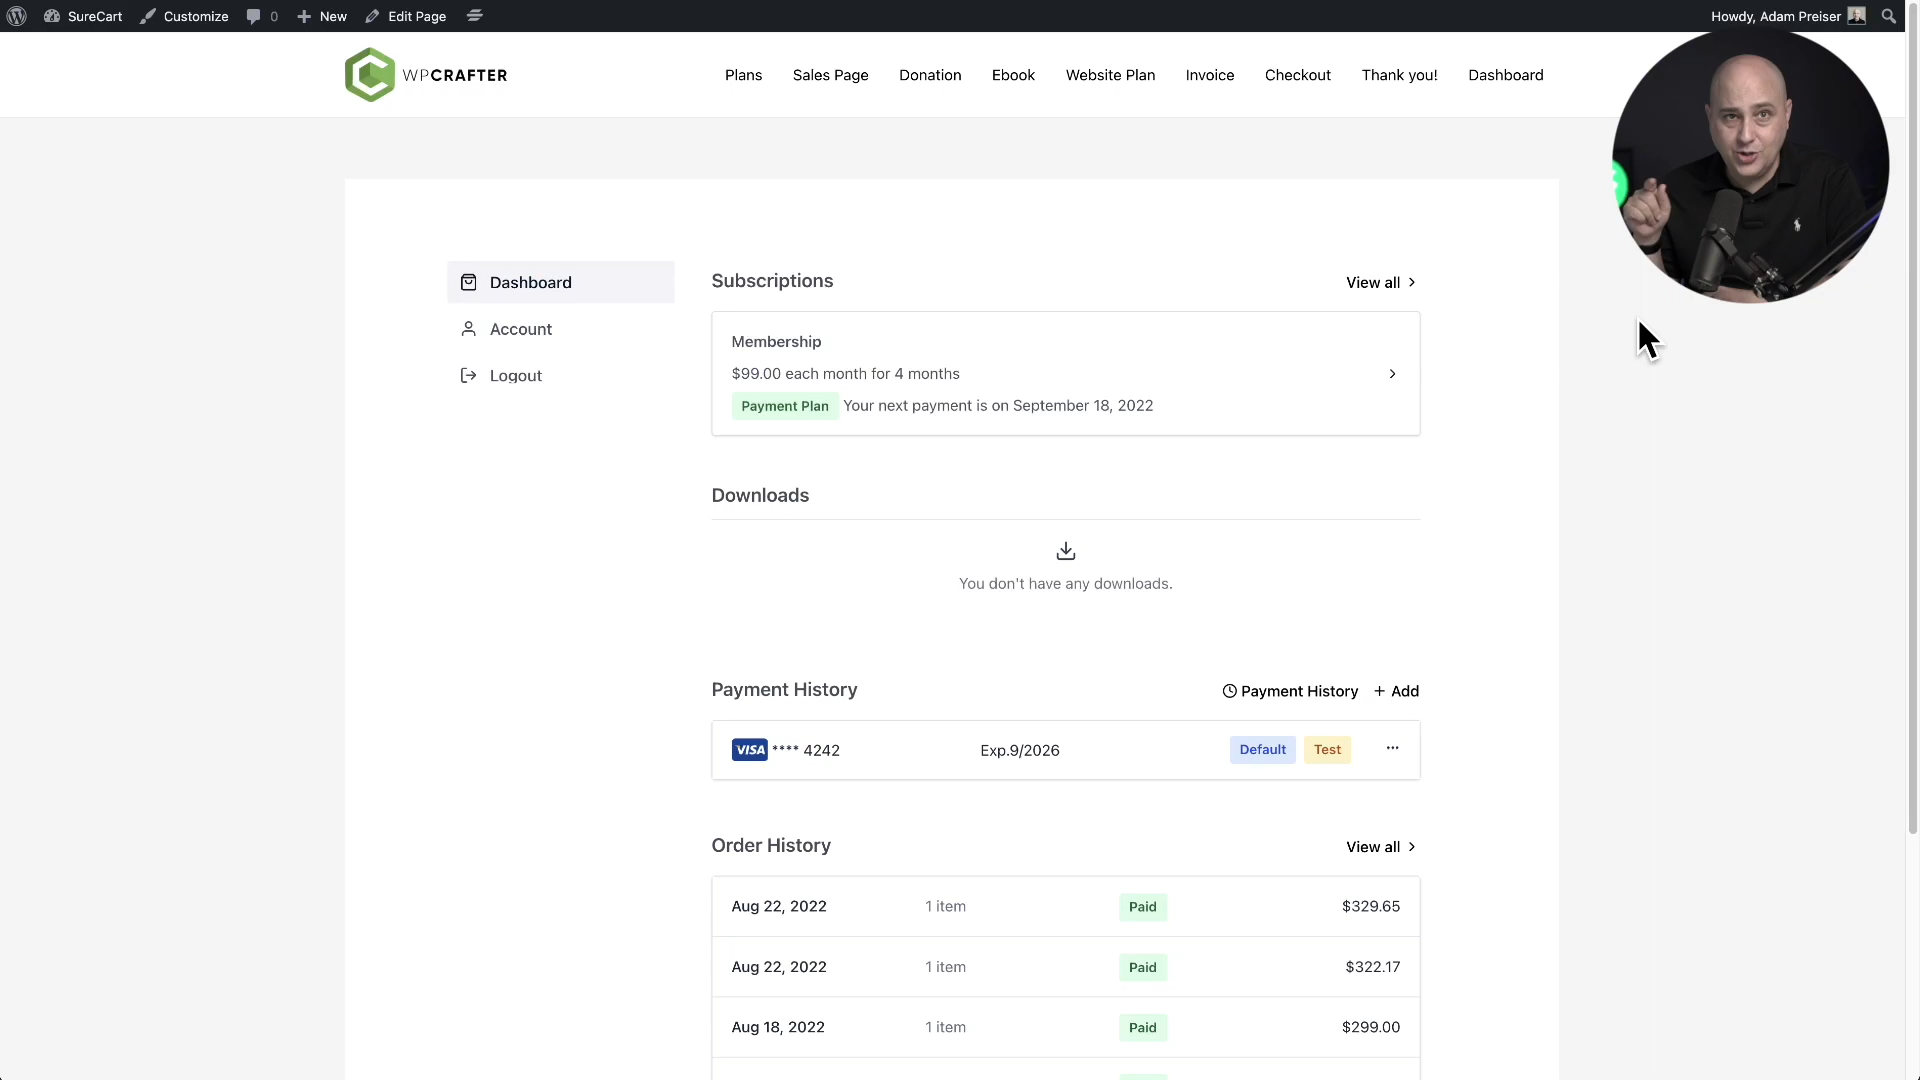 SureCart Customize 0 New Edit Page Howdy, Adam Preiser
WPCRAFTER Plans Sales Page Donation Ebook Website Plan Invoice Checkout Thank you! Dashboard
Dashboard
Account
Logout
Subscriptions View all
Membership
$99.00 each month for 4 months
Payment Plan Your next payment is on September 18, 2022
Downloads
You don't have any downloads.
Payment History Payment History + Add
VISA **** 4242 Exp.9/2026 Default Test
Order History View all
Aug 22, 2022 1 item Paid $329.65
Aug 22, 2022 1 item Paid $322.17
Aug 18, 2022 1 item Paid $299.00